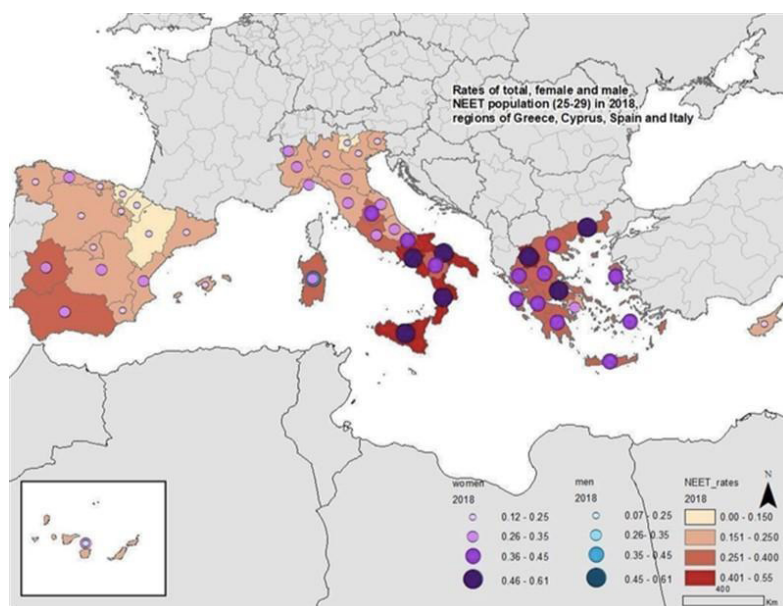 Rates of total, female and male
NEET population (25-29) in 2018,
regions of Greece, Cyprus, Spain and Italy
N
women
2018
0.12 - 0.25
0.26 - 0.35
0.36 - 0.45
0.46 - 0.61
men
2018
0.07 - 0.25
0.26- 0.35
0.35 - 0.45
0.45 - 0.61
NEET_rates
2018
0.00 - 0.150
0.151 - 0.250
0.251 - 0.400
0.401 - 0.55
400
Km